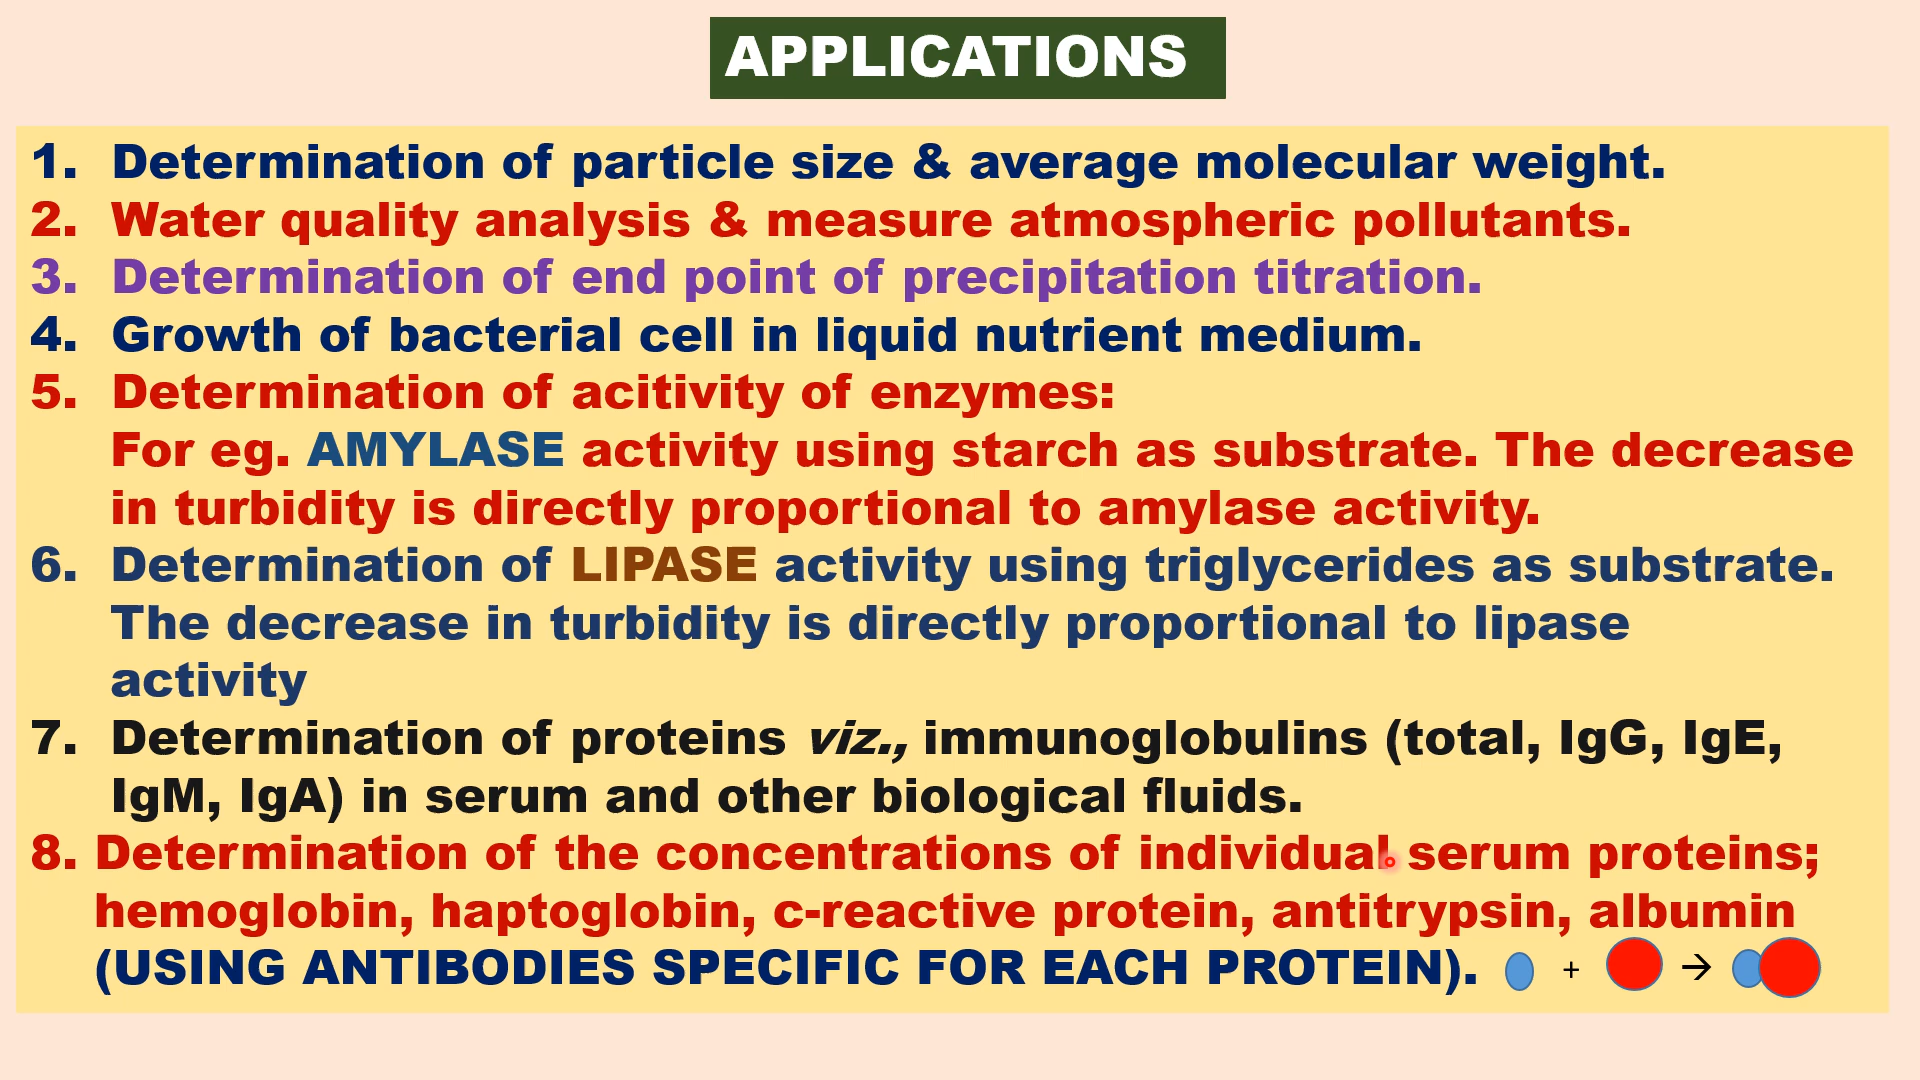 APPLICATIONS
1. Determination of particle size & average molecular weight.
2. Water quality analysis & measure atmospheric pollutants.
3. Determination of end point of precipitation titration.
4. Growth of bacterial cell in liquid nutrient medium.
5. Determination of acitivity of enzymes:
For eg. AMYLASE activity using starch as substrate. The decrease
in turbidity is directly proportional to amylase activity.
6. Determination of LIPASE activity using triglycerides as substrate.
The decrease in turbidity is directly proportional to lipase
activity
7. Determination of proteins viz., immunoglobulins (total, IgG, IgE,
IgM, IgA) in serum and other biological fluids.
8. Determination of the concentrations of individual serum proteins;
hemoglobin, haptoglobin, c-reactive protein, antitrypsin, albumin
(USING ANTIBODIES SPECIFIC FOR EACH PROTEIN). + →